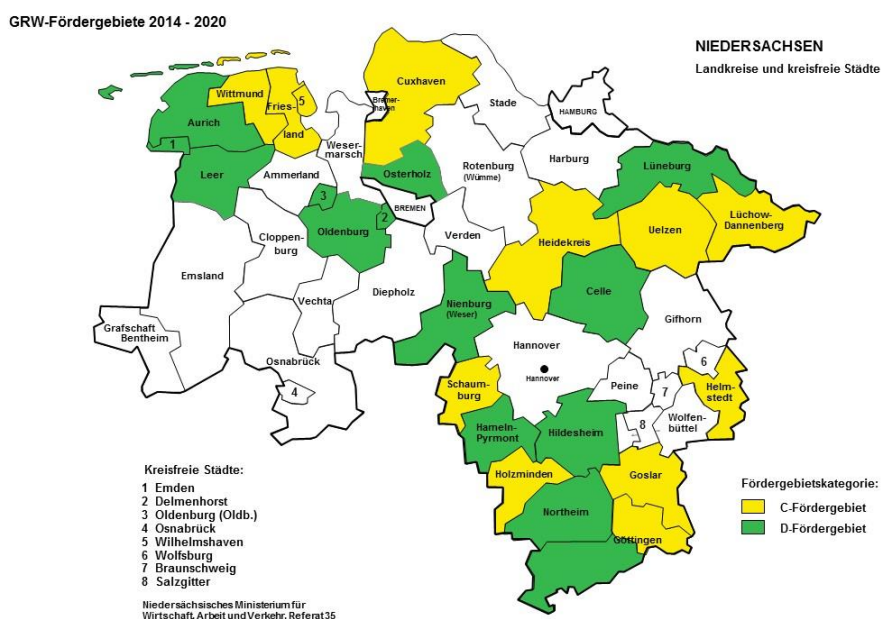 GRW-Fördergebiete 2014 - 2020
NIEDERSACHSEN
Landkreise und kreisfreie Städte
Cuxhaven
Stade
HAMBURG
Wittmund
5
Fries-
land
Bremer-
haven
Aurich
1
Weser-
marsch
Leer
Ammerland
3
Osterholz
Rotenburg
(Wümme)
Harburg
Lüneburg
BREMEN
2
Oldenburg
Cloppen-
burg
Verden
Heidekreis
Uelzen
Lüchow-
Dannenberg
Emsland
Vechta
Diepholz
Nienburg
(Weser)
Celle
Gifhorn
Grafschaft
Bentheim
Osnabrück
4
Hannover
Hannover
Schaum-
burg
Peine
6
7
Helm-
stedt
8
Wolfen-
büttel
Hameln-
Pyrmont
Hildesheim
Holzminden
Goslar
Northeim
Göttingen
Kreisfreie Städte:
1 Emden
2 Delmenhorst
3 Oldenburg (Oldb.)
4 Osnabrück
5 Wilhelmshaven
6 Wolfsburg
7 Braunschweig
8 Salzgitter
Fördergebietskategorie:
C-Fördergebiet
D-Fördergebiet
Niedersächsisches Ministerium für
Wirtschaft, Arbeit und Verkehr, Referat 35